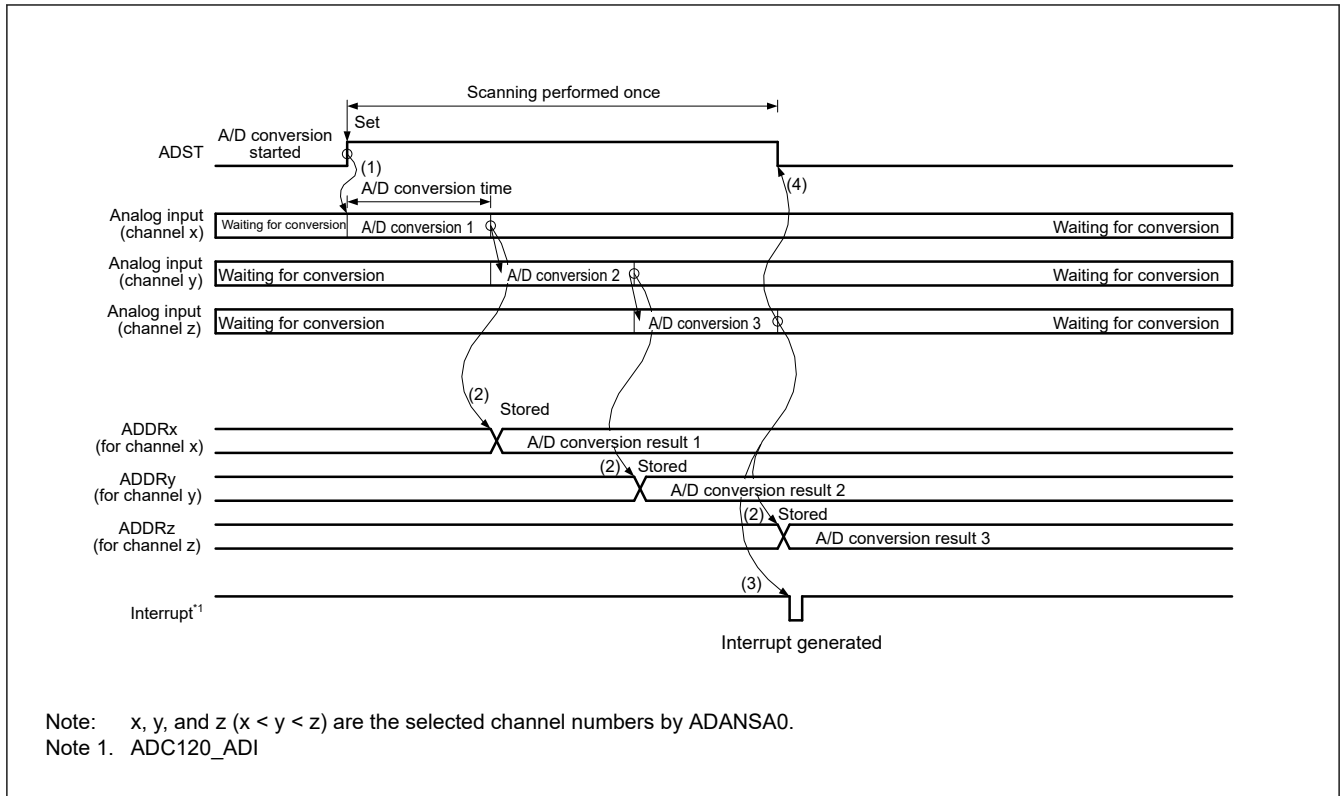 Scanning performed once
Set
A/D conversion
started
ADST
(1)
(4)
A/D conversion time
Analog input
(channel x)
Waiting for conversion
A/D conversion 1
Waiting for conversion
Analog input
(channel y)
Waiting for conversion
A/D conversion 2
Waiting for conversion
Analog input
(channel z)
Waiting for conversion
A/D conversion 3
Waiting for conversion
(2)
Stored
ADDRx
(for channel x)
A/D conversion result 1
(2)
Stored
ADDRy
(for channel y)
A/D conversion result 2
(2)
Stored
ADDRz
(for channel z)
A/D conversion result 3
(3)
Interrupt*1
Interrupt generated
Note: x, y, and z (x < y < z) are the selected channel numbers by ADANSA0.
Note 1. ADC120_ADI